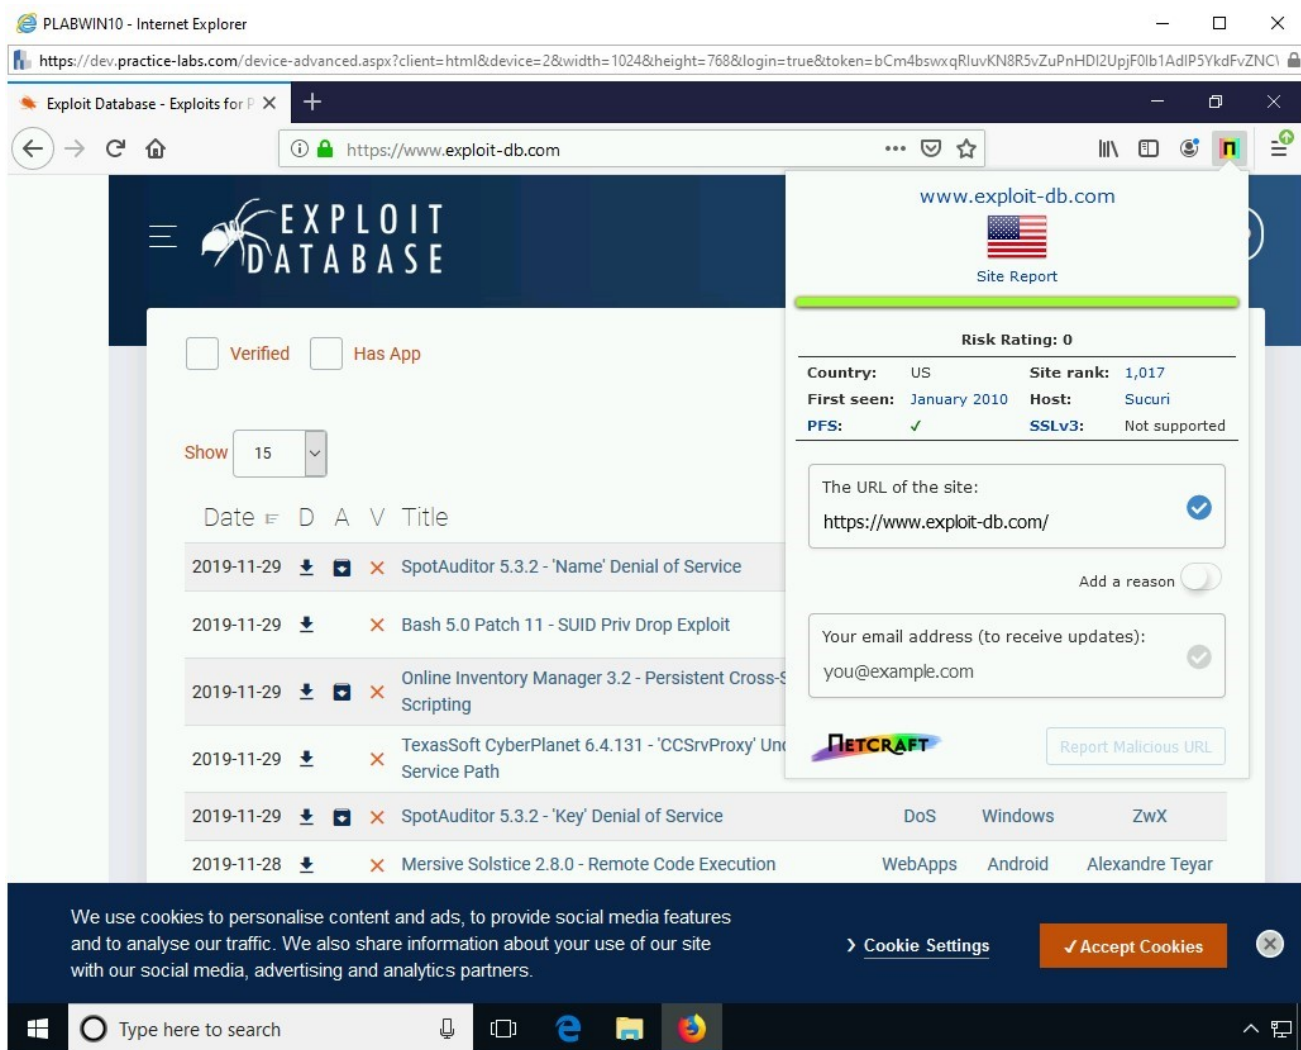 PLABWIN10 - Internet Explorer
https://dev.practice-labs.com/device-advanced.aspx?client=html&device=2&width=1024&height=768&login=true&token=bCm4bswxqRluvKN8R5vZuPnHDl2UpjF0lb1AdlP5YkdFvZNC\
Exploit Database - Exploits for P
https://www.exploit-db.com
EXPLOIT
DATABASE
Verified Has App
Show 15
Date D A V Title
2019-11-29 SpotAuditor 5.3.2 - 'Name' Denial of Service
2019-11-29 Bash 5.0 Patch 11 - SUID Priv Drop Exploit
2019-11-29 Online Inventory Manager 3.2 - Persistent Cross-S
Scripting
2019-11-29 TexasSoft CyberPlanet 6.4.131 - 'CCSrvProxy' Unq
Service Path
2019-11-29 SpotAuditor 5.3.2 - 'Key' Denial of Service DoS Windows ZwX
2019-11-28 Mersive Solstice 2.8.0 - Remote Code Execution WebApps Android Alexandre Teyar
www.exploit-db.com
Site Report
Risk Rating: 0
Country: US Site rank: 1,017
First seen: January 2010 Host: Sucuri
PFS: ✓ SSLv3: Not supported
The URL of the site:
https://www.exploit-db.com/
Add a reason
Your email address (to receive updates):
you@example.com
NETCRAFT
Report Malicious URL
We use cookies to personalise content and ads, to provide social media features
and to analyse our traffic. We also share information about your use of our site
with our social media, advertising and analytics partners.
Cookie Settings
✓Accept Cookies
Type here to search